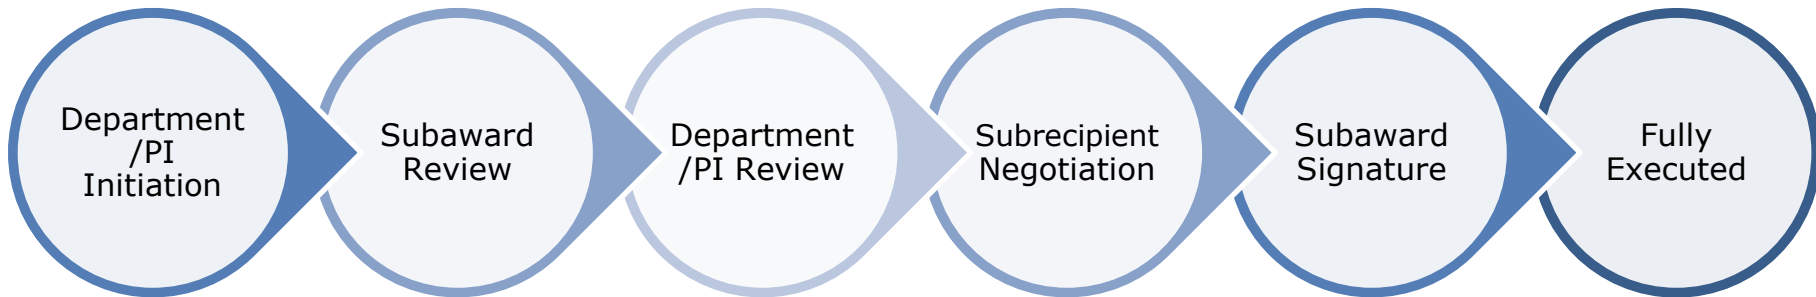 Department
/PI
Initiation
Subaward
Review
Department
/PI Review
Subrecipient
Negotiation
Subaward
Signature
Fully
Executed